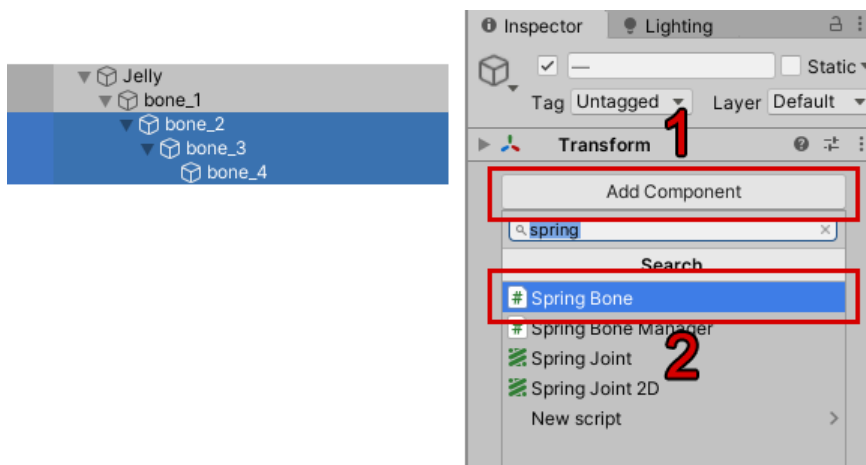 Jelly
bone_1
bone_2
bone_3
bone_4
Inspector Lighting
—
Static
Tag Untagged Layer Default
Transform
1
Add Component
spring
Search
# Spring Bone
# Spring Bone Manager
2
Spring Joint
Spring Joint 2D
New script